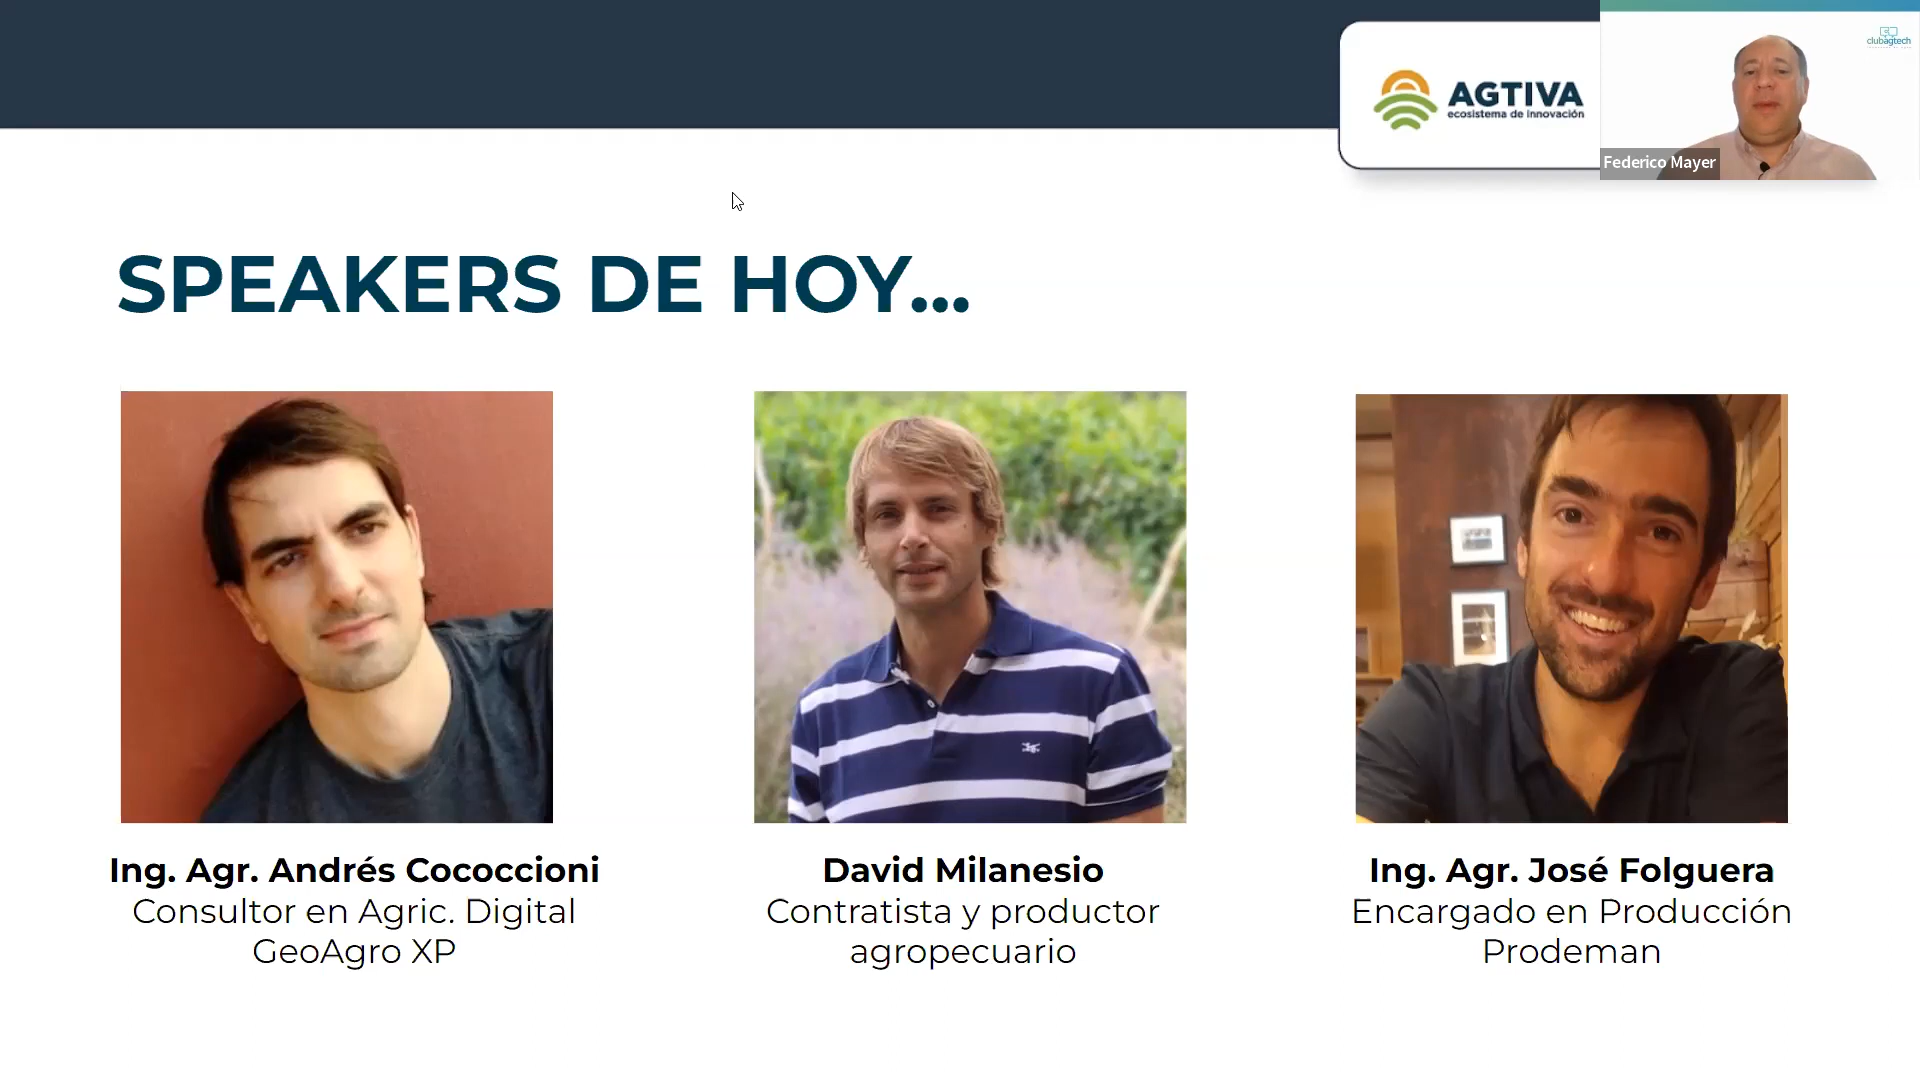 AGTIVA
ecosistema de innovación
clubagtech
Federico Mayer
SPEAKERS DE HOY...
Ing. Agr. Andrés Cococcioni
Consultor en Agric. Digital
GeoAgro XP
David Milanesio
Contratista y productor
agropecuario
Ing. Agr. José Folguera
Encargado en Producción
Prodeman